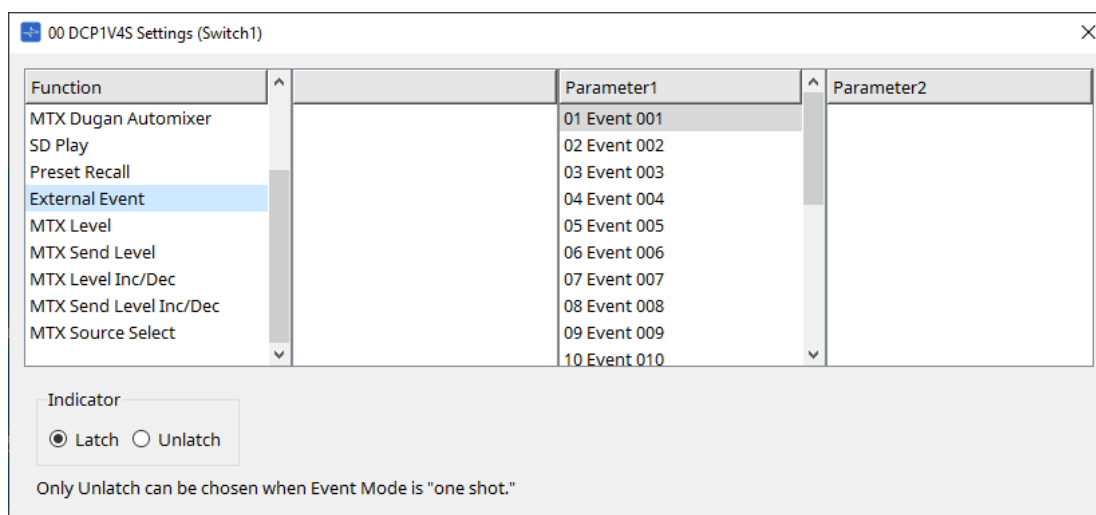 00 DCP1V4S Settings (Switch1)
Function
MTX Dugan Automixer
SD Play
Preset Recall
External Event
MTX Level
MTX Send Level
MTX Level Inc/Dec
MTX Send Level Inc/Dec
MTX Source Select
Parameter1
01 Event 001
02 Event 002
03 Event 003
04 Event 004
05 Event 005
06 Event 006
07 Event 007
08 Event 008
09 Event 009
10 Event 010
Parameter2
Indicator
Latch Unlatch
Only Unlatch can be chosen when Event Mode is "one shot."